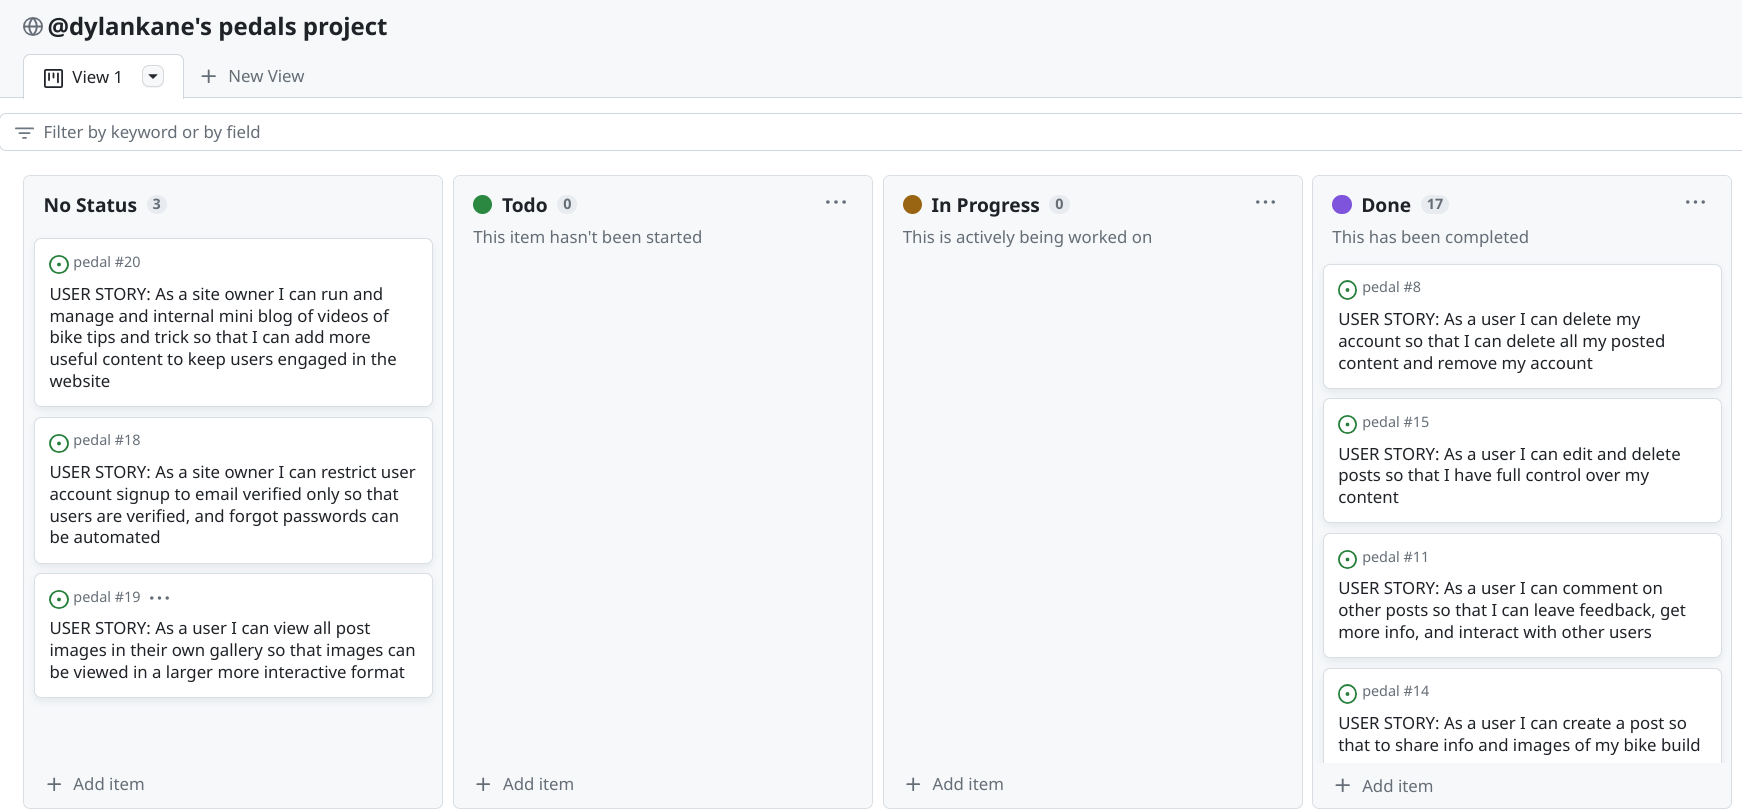 @dylankane's pedals project
View 1
New View
Filter by keyword or by field
No Status 3
pedal #20
USER STORY: As a site owner I can run and
manage and internal mini blog of videos of
bike tips and trick so that I can add more
useful content to keep users engaged in the
website
pedal #18
USER STORY: As a site owner I can restrict user
account signup to email verified only so that
users are verified, and forgot passwords can
be automated
pedal #19
USER STORY: As a user I can view all post
images in their own gallery so that images can
be viewed in a larger more interactive format
Add item
Todo 0
This item hasn't been started
Add item
In Progress 0
This is actively being worked on
Add item
Done 17
This has been completed
pedal #8
USER STORY: As a user I can delete my
account so that I can delete all my posted
content and remove my account
pedal #15
USER STORY: As a user I can edit and delete
posts so that I have full control over my
content
pedal #11
USER STORY: As a user I can comment on
other posts so that I can leave feedback, get
more info, and interact with other users
pedal #14
USER STORY: As a user I can create a post so
that to share info and images of my bike build
Add item